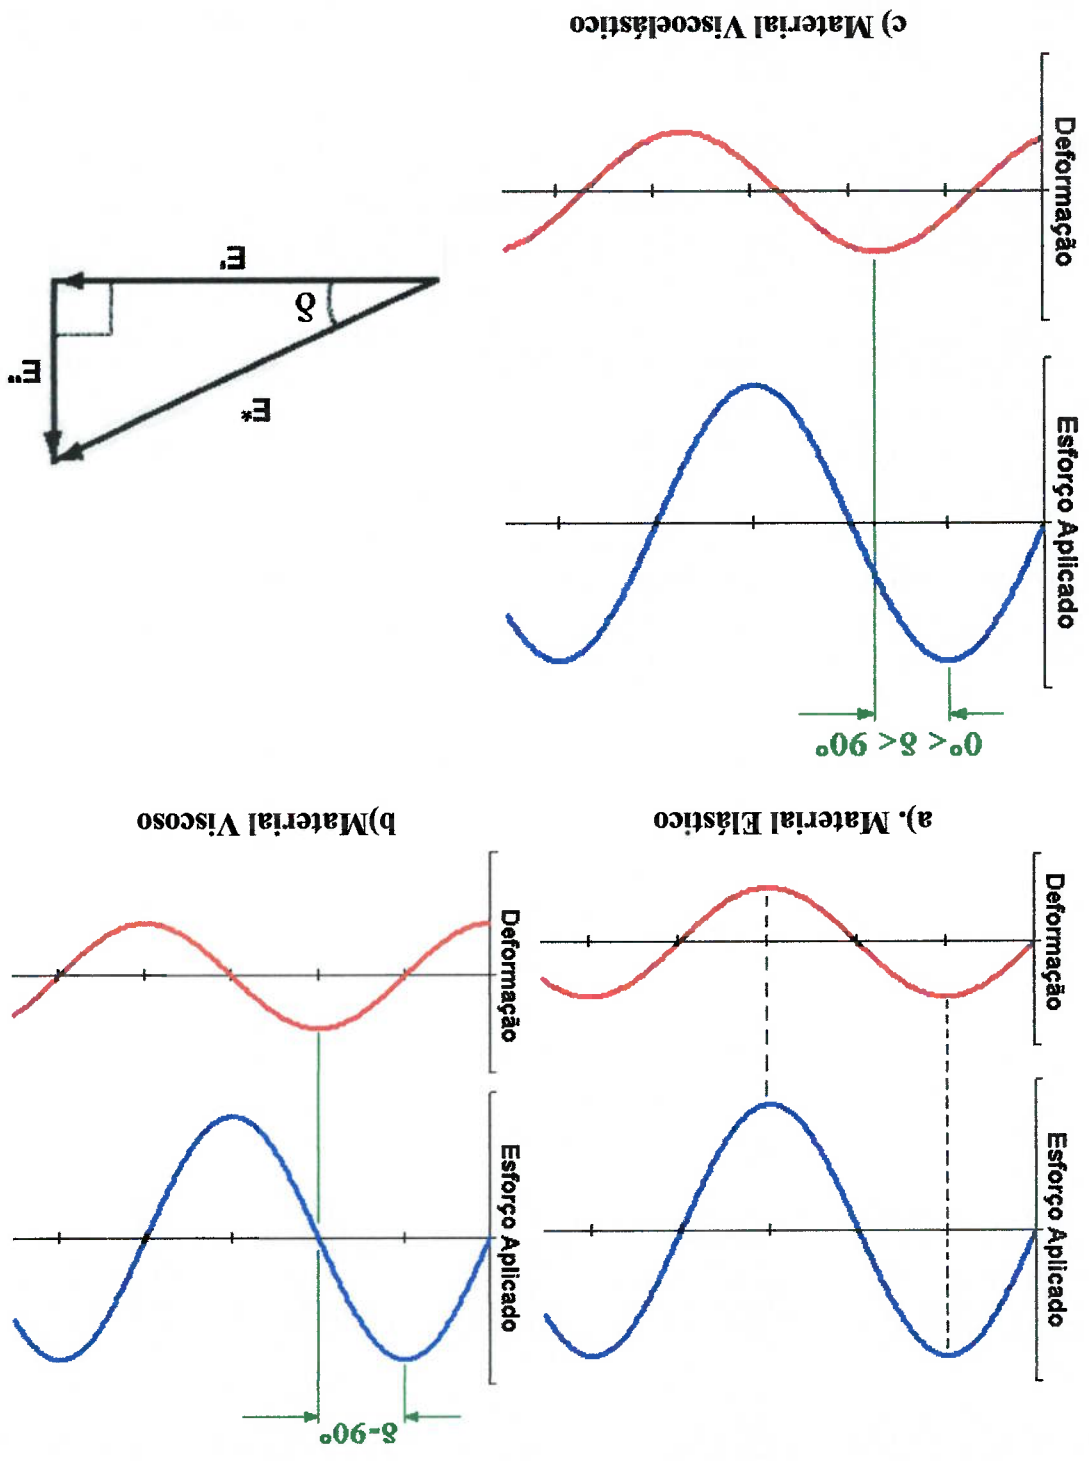 δ-90°
Esforço Aplicado
Esforço Aplicado
Deformação
Deformação
a). Material Elástico
b)Material Viscoso
0°< δ< 90°
Esforço Aplicado
Deformação
E*
E"
δ
E'
c) Material Viscoelástico